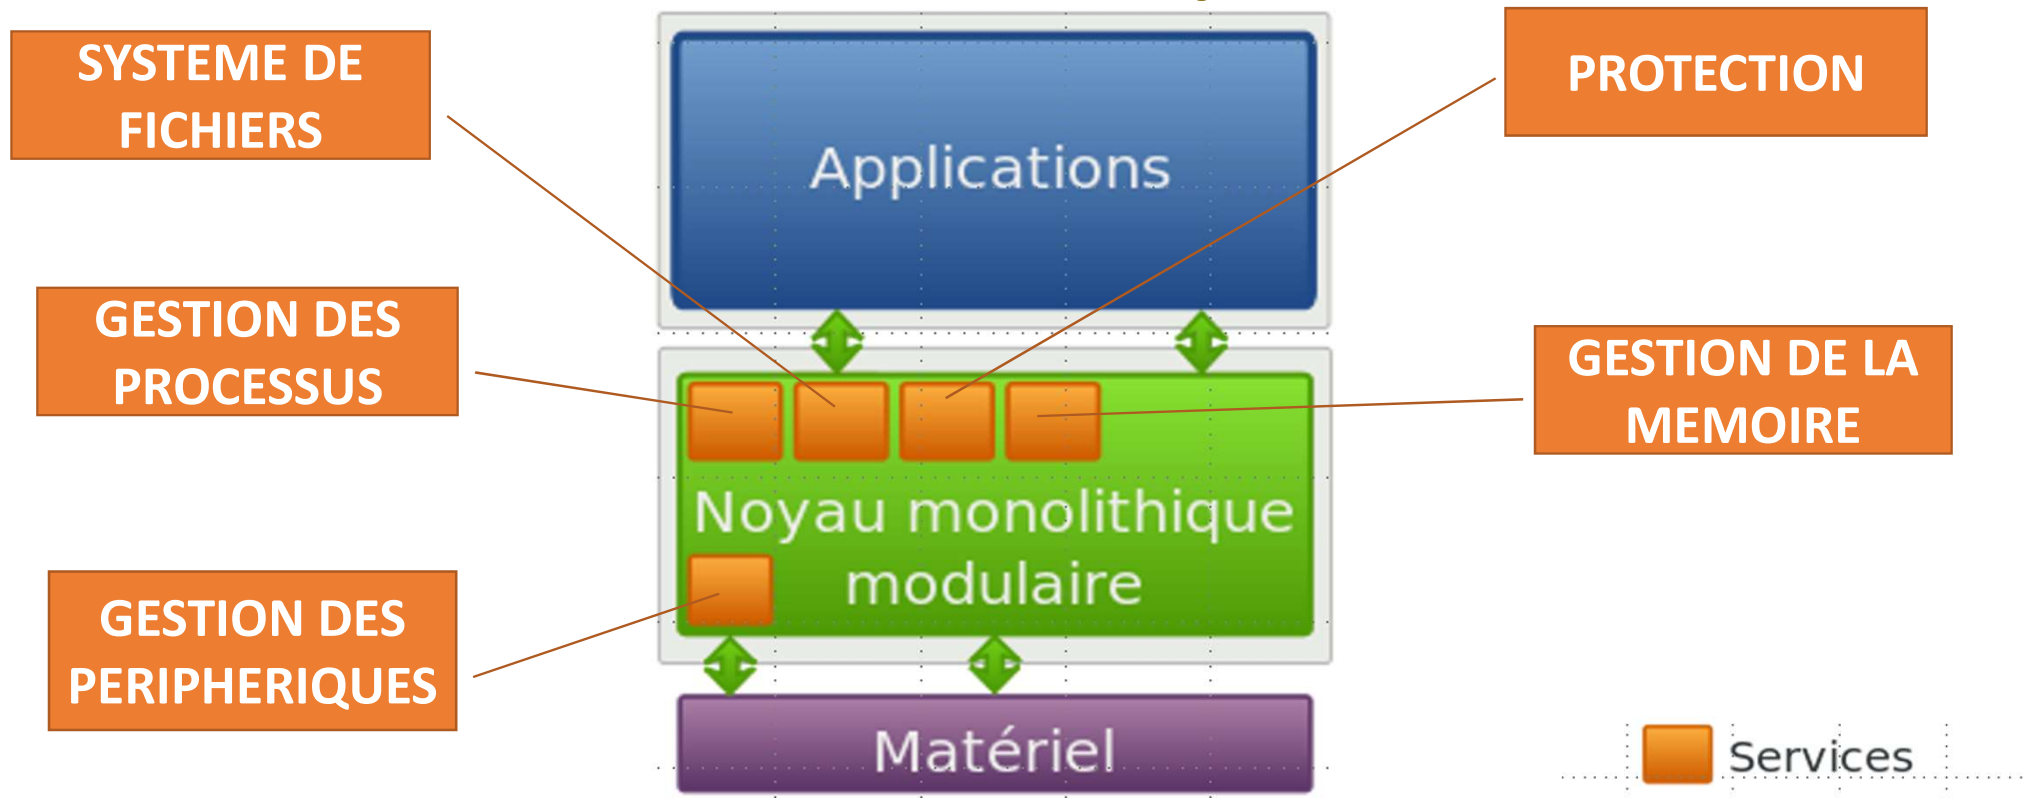 SYSTEME DE
FICHIERS
Applications
PROTECTION
GESTION DES
PROCESSUS
GESTION DE LA
MEMOIRE
Noyau monolithique
modulaire
GESTION DES
PERIPHERIQUES
Matériel
Services